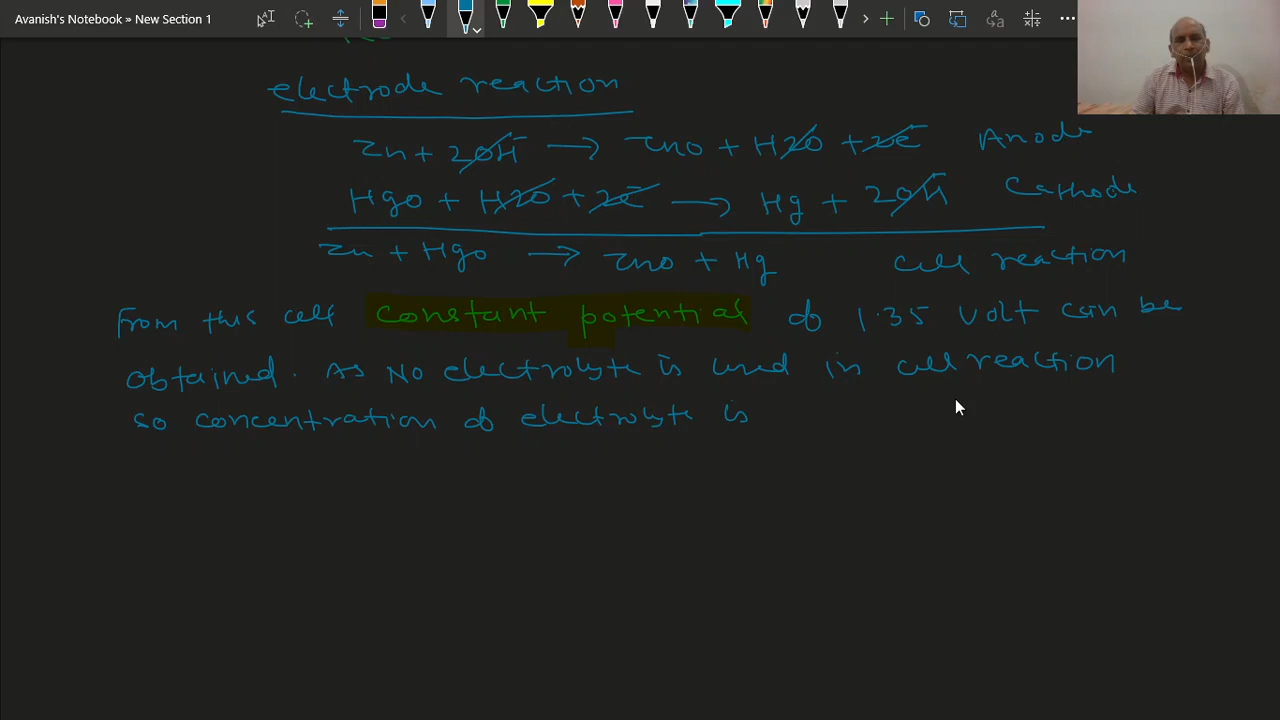 Avanish's Notebook » New Section 1
electrode reaction
Zn + 2OH⁻ → ZnO + H2O + 2e⁻ Anode
HgO + H2O + 2e⁻ → Hg + 2OH⁻ Cathode
Zn + HgO → ZnO + Hg cell reaction
From this cell constant potential of 1.35 volt can be
obtained. As No electrolyte is used in cell reaction
so concentration of electrolyte is